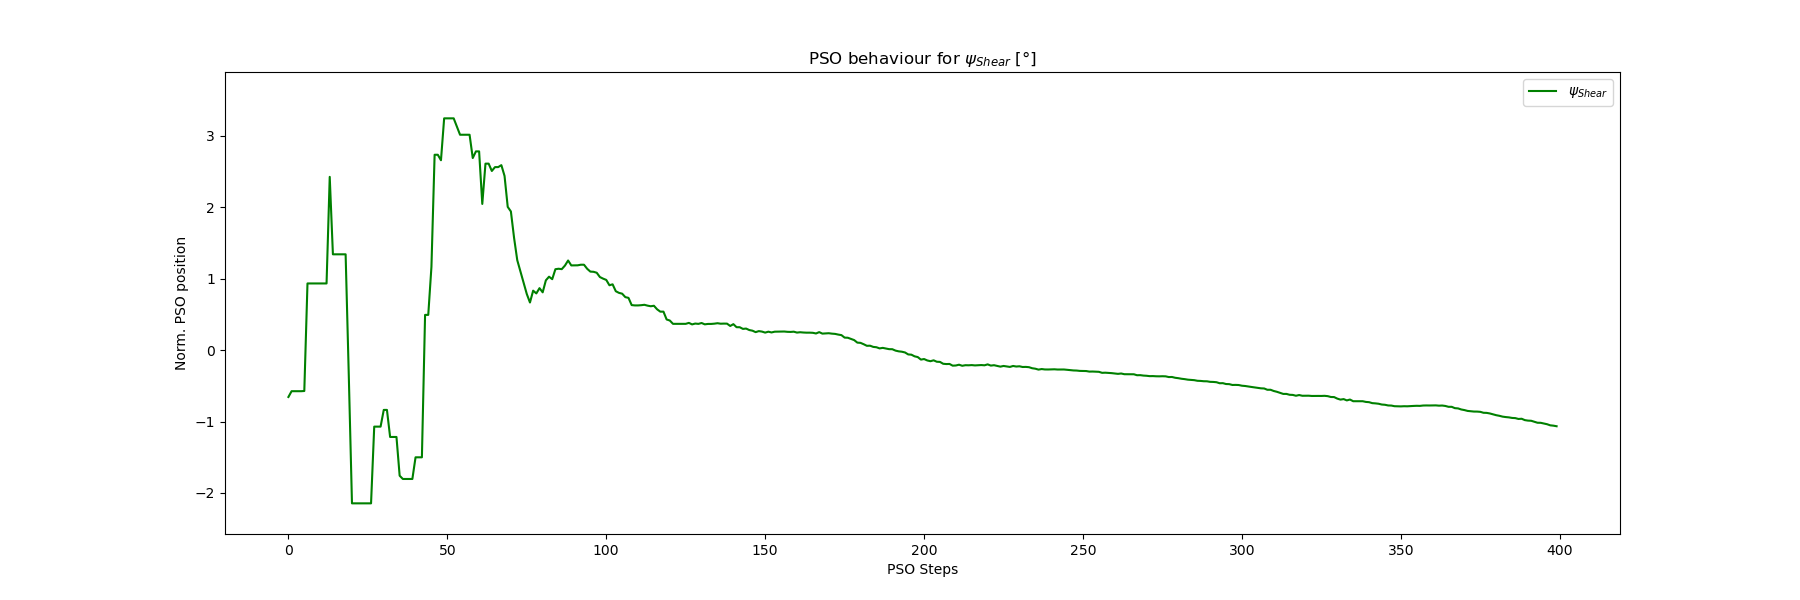 PSO behaviour for ψShear [°]
ψShear
Norm. PSO position
3
2
1
0
−1
−2
0 50 100 150 200 250 300 350 400
PSO Steps